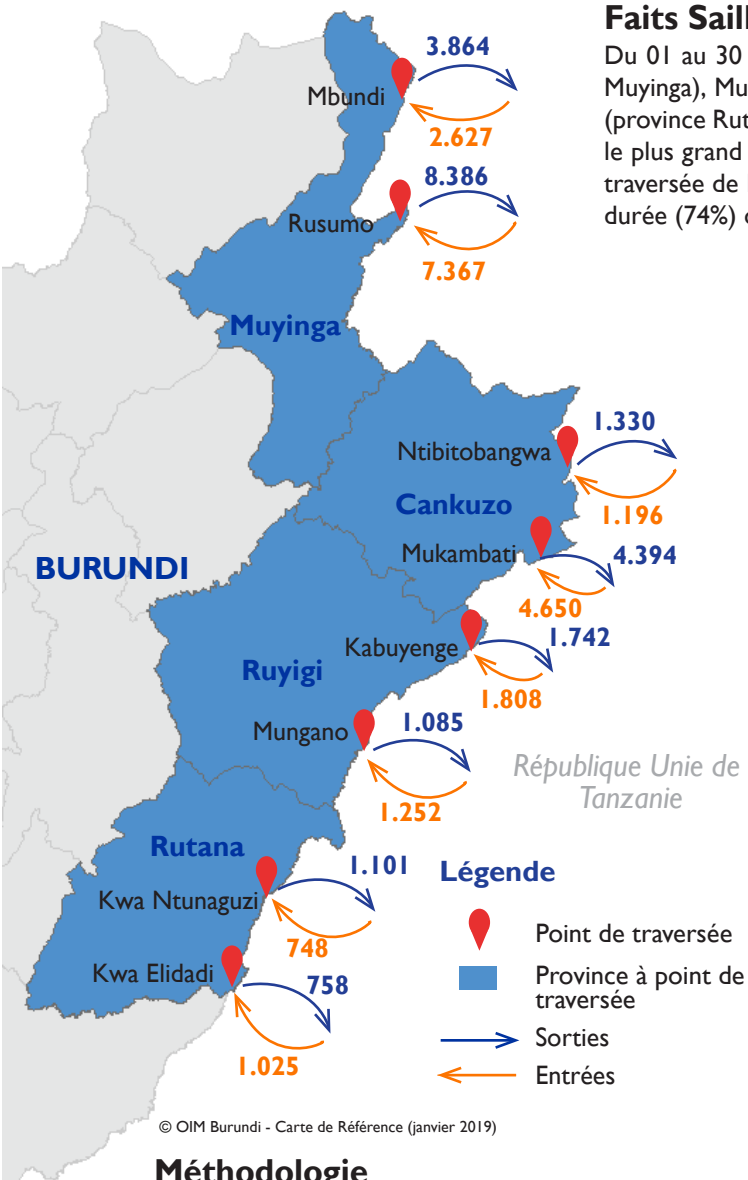 Faits Saill
Du 01 au 30
Muyinga), Mu
(province Rut
le plus grand
traversée de
durée (74%)
3.864
Mbundi
2.627
8.386
Rusumo
7.367
Muyinga
1.330
Ntibitobangwa
1.196
Cankuzo
Mukambati
4.394
4.650
BURUNDI
Kabuyenge
1.742
1.808
Ruyigi
Mungano
1.085
1.252
République Unie de
Tanzanie
Rutana
1.101
Kwa Ntunaguzi
748
Kwa Elidadi
758
1.025
Légende
Point de traversée
Province à point de
traversée
Sorties
Entrées
© OIM Burundi - Carte de Référence (janvier 2019)
Méthodologie